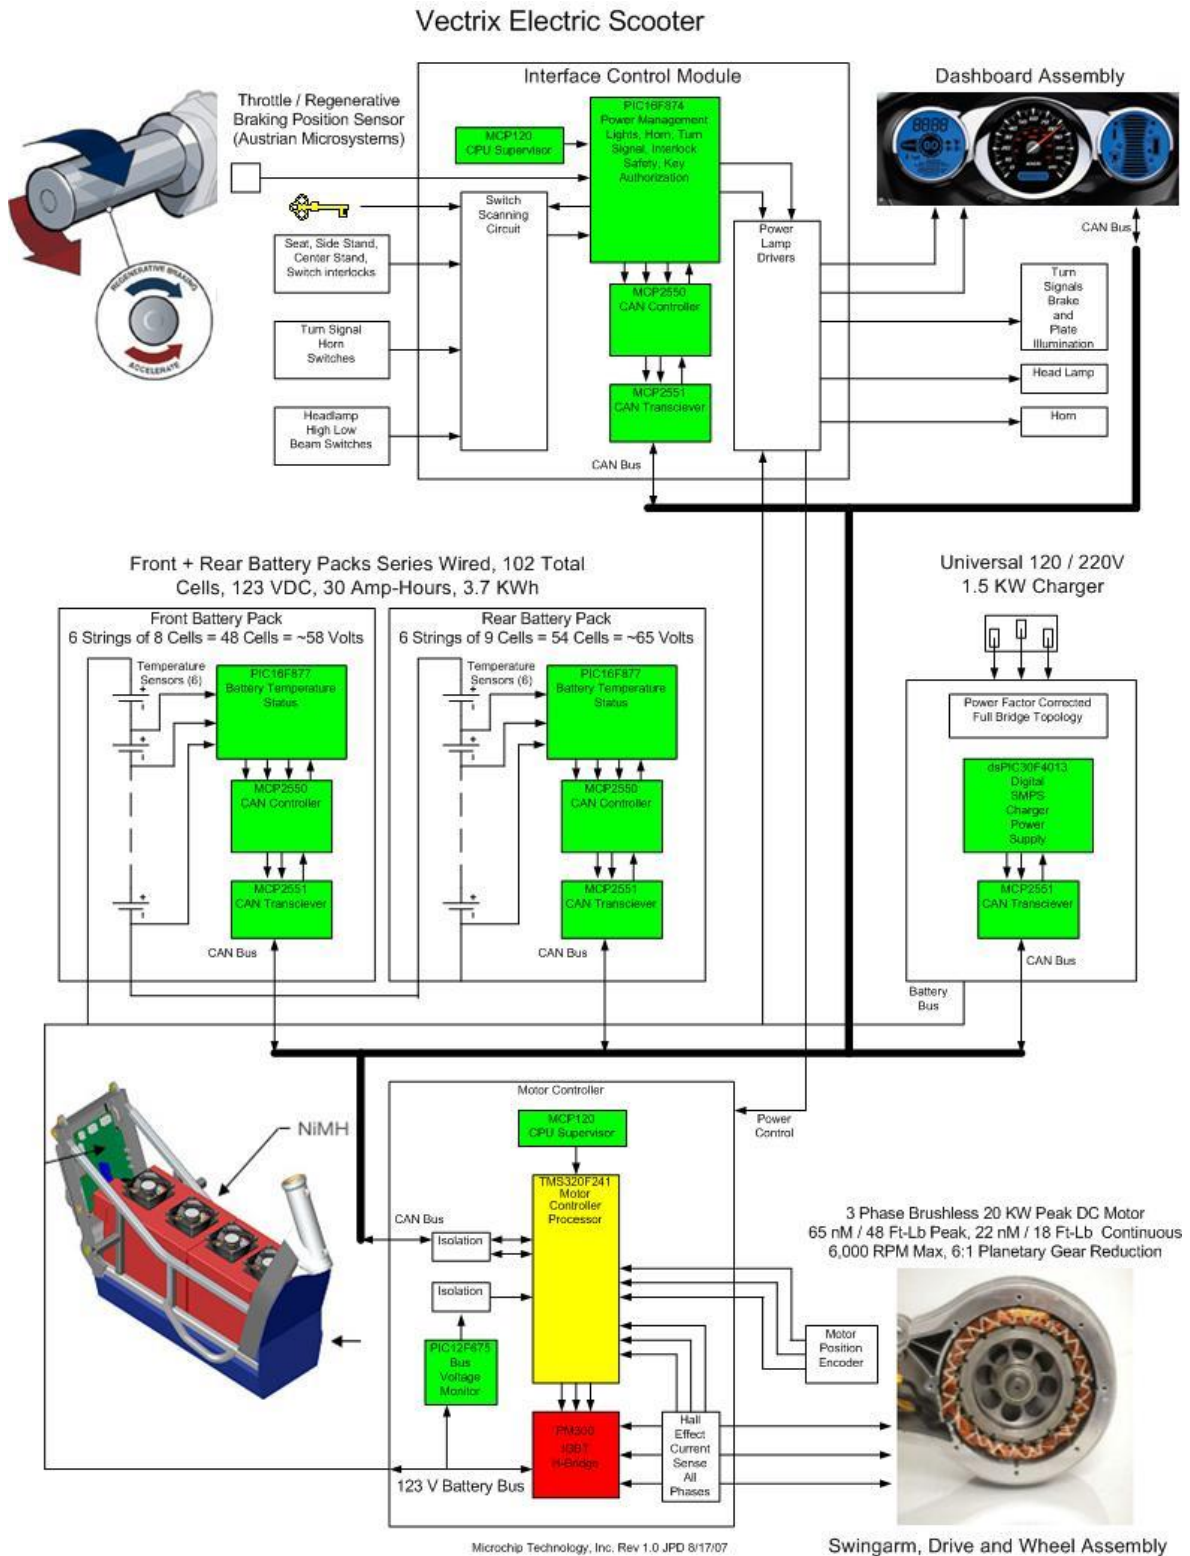 Vectrix Electric Scooter
Interface Control Module
Dashboard Assembly
Throttle / Regenerative
Braking Position Sensor
(Austrian Microsystems)
MCP120
CPU Supervisor
PIC16F874
Power Management
Lights, Horn, Turn
Signal, Interlock
Safety, Key
Authorization
Switch
Scanning
Circuit
Power
Lamp
Drivers
Seat, Side Stand,
Center Stand,
Switch interlocks
Turn Signal
Horn
Switches
Headlamp
High Low
Beam Switches
REGENERATIVE BRAKING
ACCELERATE
MCP2550
CAN Controller
MCP2551
CAN Transciever
CAN Bus
CAN Bus
Turn
Signals
Brake
and
Plate
Illumination
Head Lamp
Horn
Front + Rear Battery Packs Series Wired, 102 Total
Cells, 123 VDC, 30 Amp-Hours, 3.7 KWh
Front Battery Pack
6 Strings of 8 Cells = 48 Cells = ~58 Volts
Temperature
Sensors (6)
PIC16F877
Battery Temperature
Status
MCP2550
CAN Controller
MCP2551
CAN Transciever
CAN Bus
Rear Battery Pack
6 Strings of 9 Cells = 54 Cells = ~65 Volts
Temperature
Sensors (6)
PIC16F877
Battery Temperature
Status
MCP2550
CAN Controller
MCP2551
CAN Transciever
CAN Bus
Universal 120 / 220V
1.5 KW Charger
Power Factor Corrected
Full Bridge Topology
dsPIC30F4013
Digital
SMPS
Charger
Power
Supply
MCP2551
CAN Transciever
CAN Bus
Battery
Bus
NiMH
Motor Controller
MCP120
CPU Supervisor
Power
Control
TMS320F241
Motor
Controller
Processor
CAN Bus
Isolation
Isolation
PIC12F675
Bus
Voltage
Monitor
PM300
IGBT
H-Bridge
123 V Battery Bus
Hall
Effect
Current
Sense
All
Phases
Motor
Position
Encoder
3 Phase Brushless 20 KW Peak DC Motor
65 nM / 48 Ft-Lb Peak, 22 nM / 18 Ft-Lb Continuous
6,000 RPM Max, 6:1 Planetary Gear Reduction
Swingarm, Drive and Wheel Assembly
Microchip Technology, Inc. Rev 1.0 JPD 8/17/07